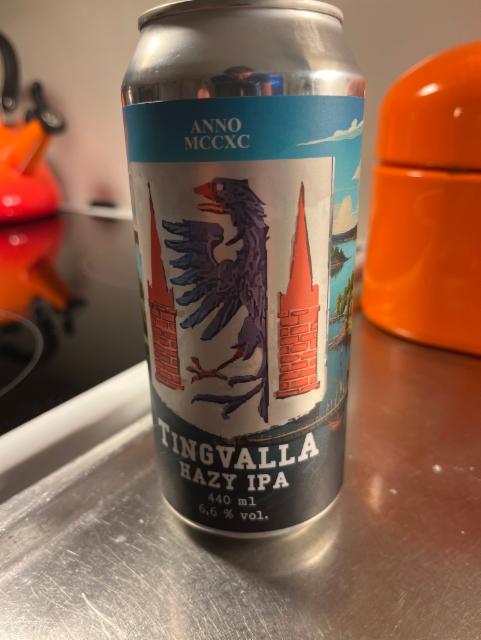 ANNO
MCCXC
TINGVALLA
HAZY IPA
440 ml
6,6 % vol.